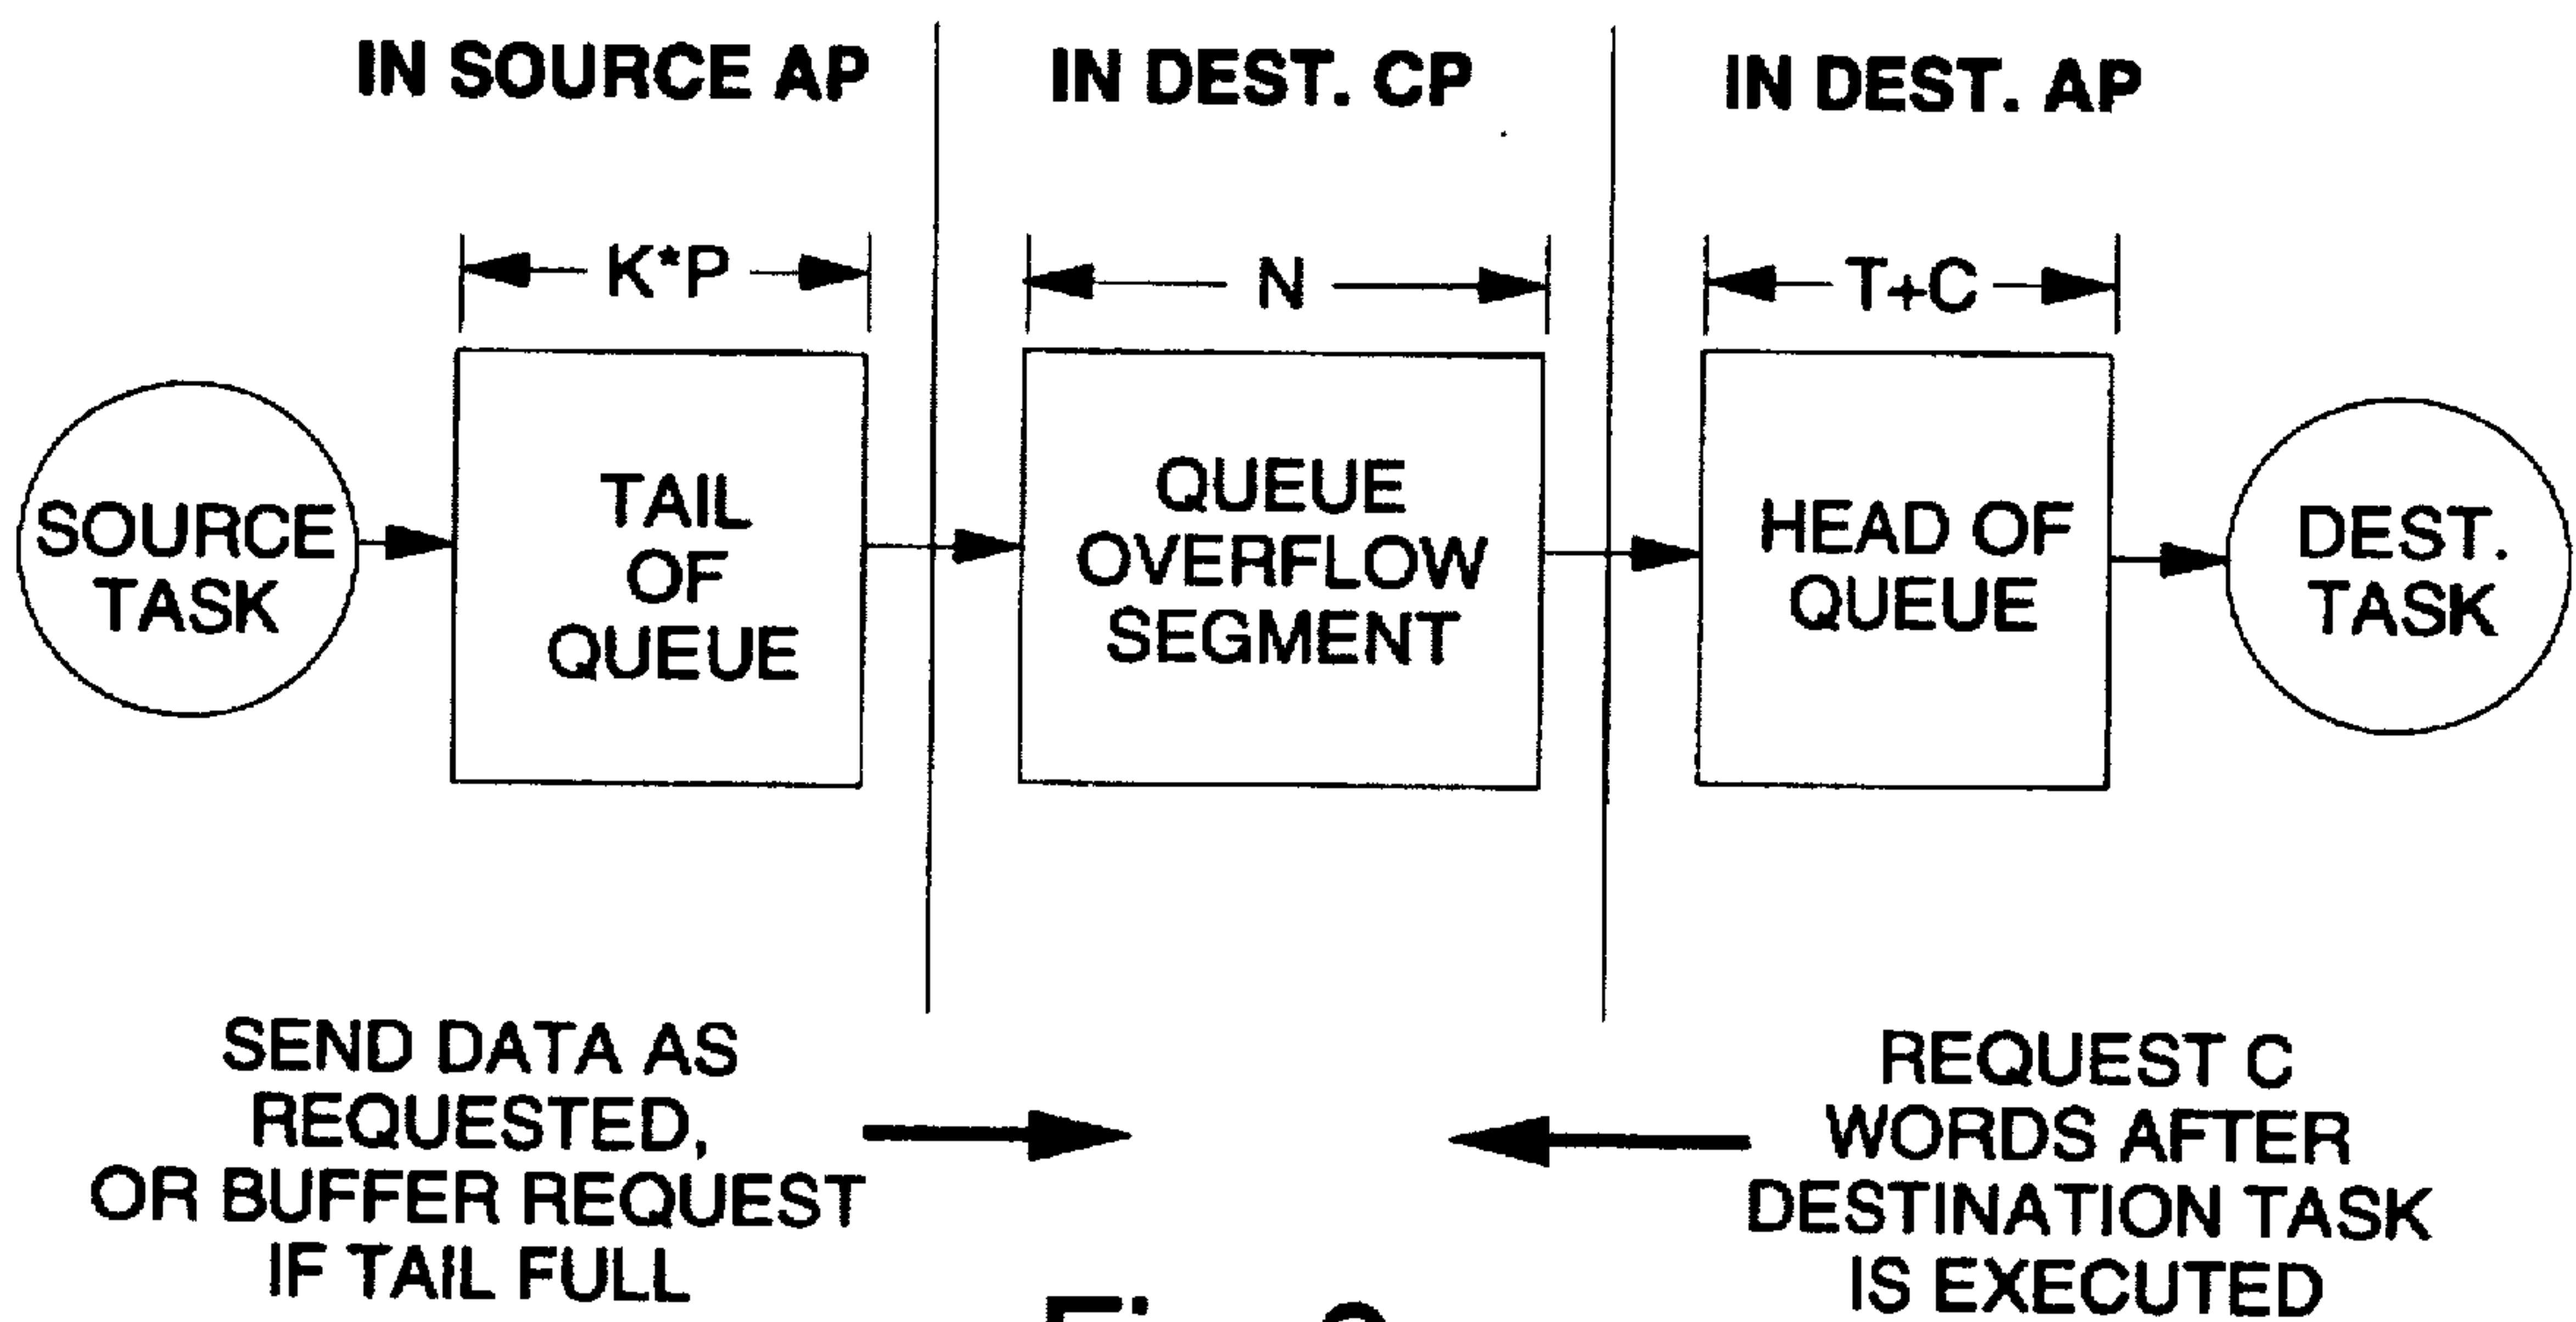 IN SOURCE AP
IN DEST. CP
IN DEST. AP
K*P
N
T+C
SOURCE
TASK
TAIL
OF
QUEUE
QUEUE
OVERFLOW
SEGMENT
HEAD OF
QUEUE
DEST.
TASK
SEND DATA AS
REQUESTED,
OR BUFFER REQUEST
IF TAIL FULL
REQUEST C
WORDS AFTER
DESTINATION TASK
IS EXECUTED